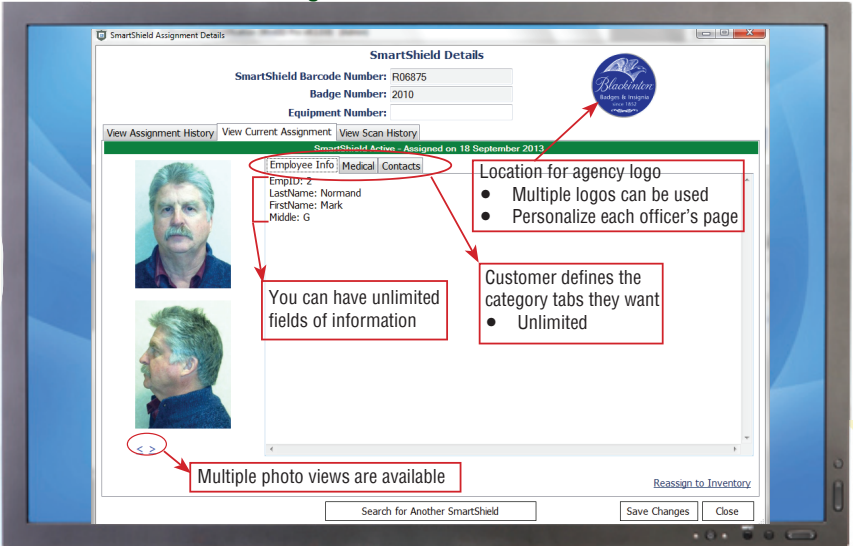 SmartShield Assignment Details
SmartShield Details
SmartShield Barcode Number: R06875
Badge Number: 2010
Equipment Number:
Blackinton
Badges & Insignia
since 1852
View Assignment History View Current Assignment View Scan History
SmartShield Active - Assigned on 18 September 2013
Employee Info Medical Contacts
EmpID: 2
LastName: Normand
FirstName: Mark
Middle: G
Location for agency logo
● Multiple logos can be used
● Personalize each officer's page
You can have unlimited
fields of information
Customer defines the
category tabs they want
● Unlimited
< >
Multiple photo views are available
Reassign to Inventory
Search for Another SmartShield
Save Changes
Close